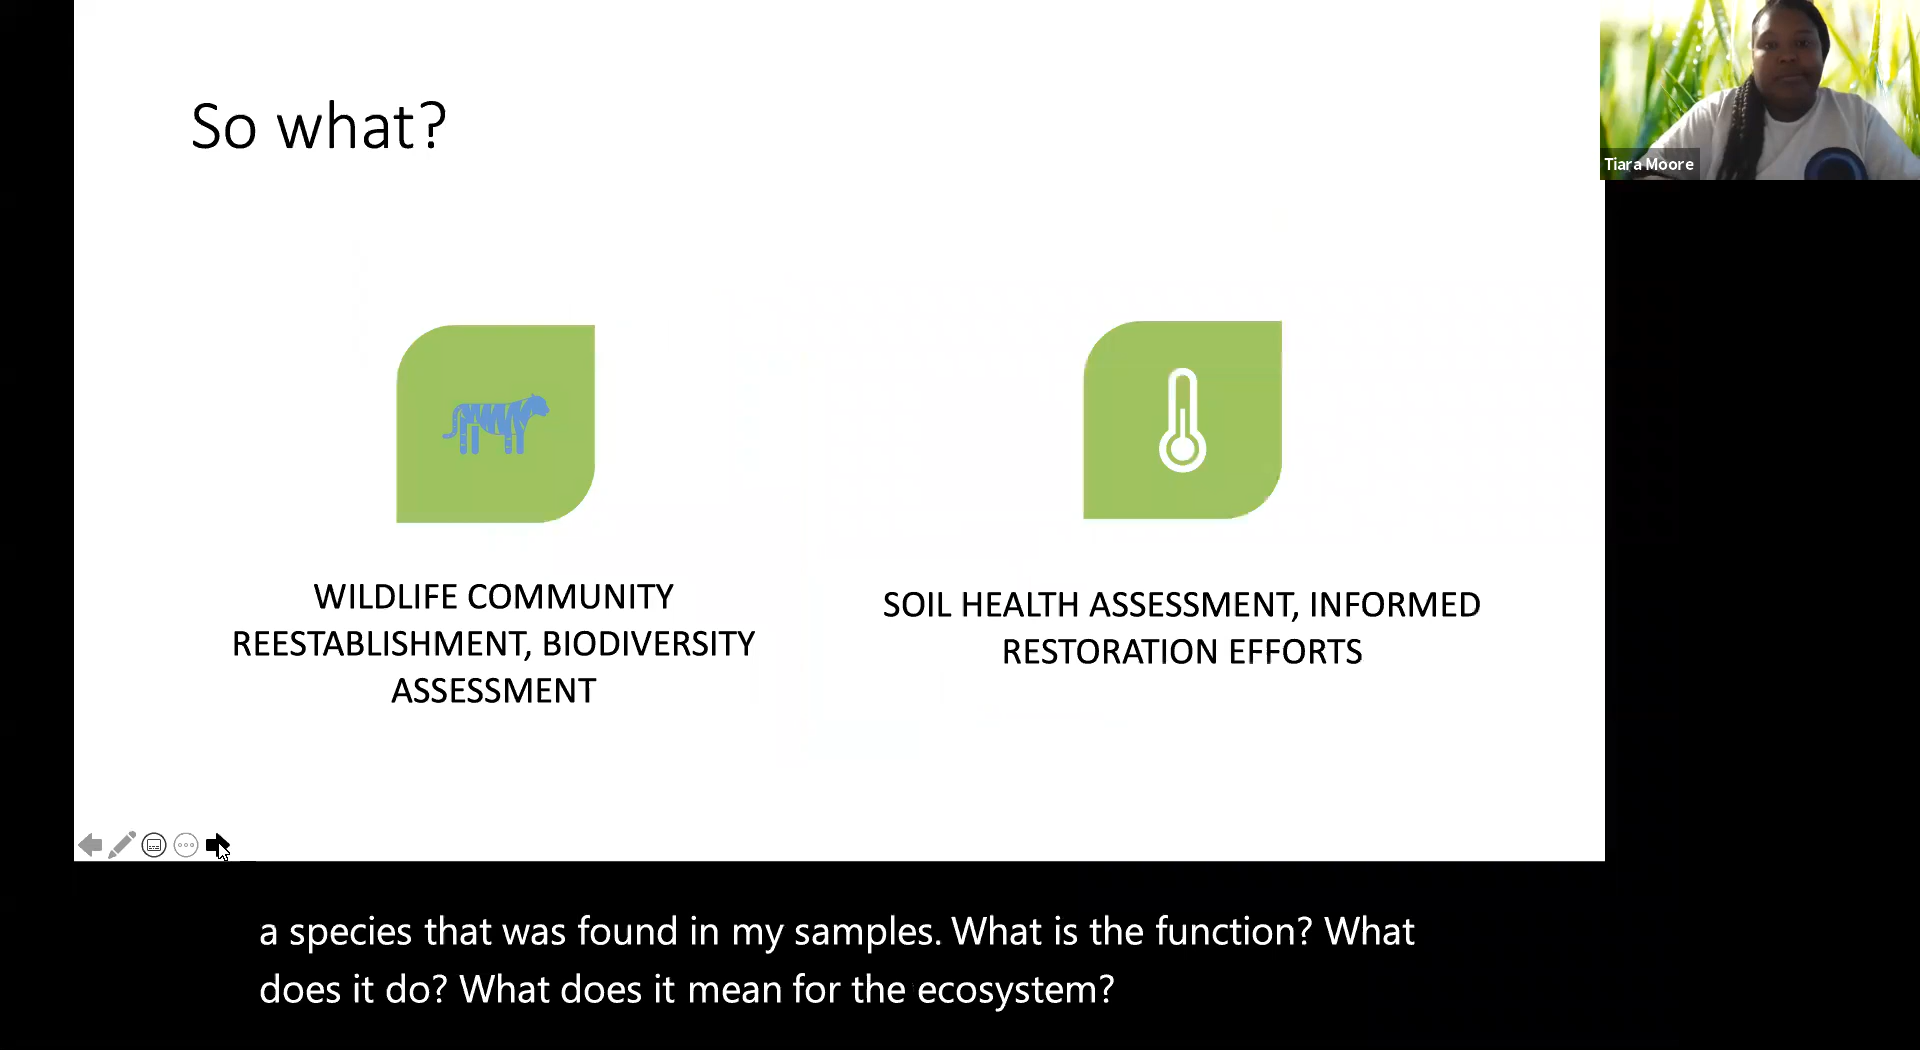 So what?
Tiara Moore
WILDLIFE COMMUNITY
REESTABLISHMENT, BIODIVERSITY
ASSESSMENT
SOIL HEALTH ASSESSMENT, INFORMED
RESTORATION EFFORTS
a species that was found in my samples. What is the function? What
does it do? What does it mean for the ecosystem?